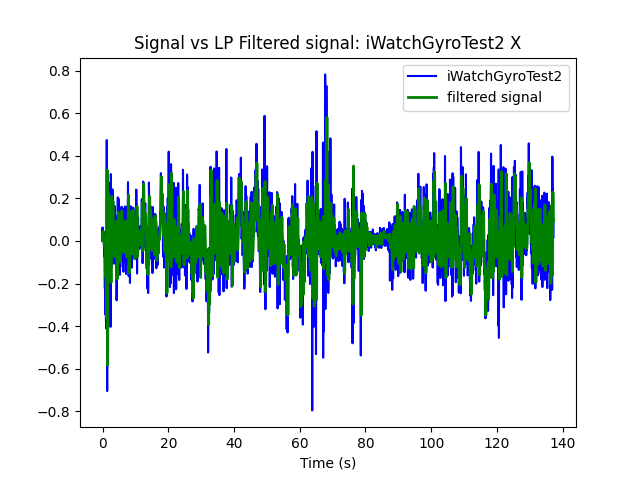 Signal vs LP Filtered signal: iWatchGyroTest2 X
iWatchGyroTest2
filtered signal
0.8
0.6
0.4
0.2
0.0
−0.2
−0.4
−0.6
−0.8
0 20 40 60 80 100 120 140
Time (s)